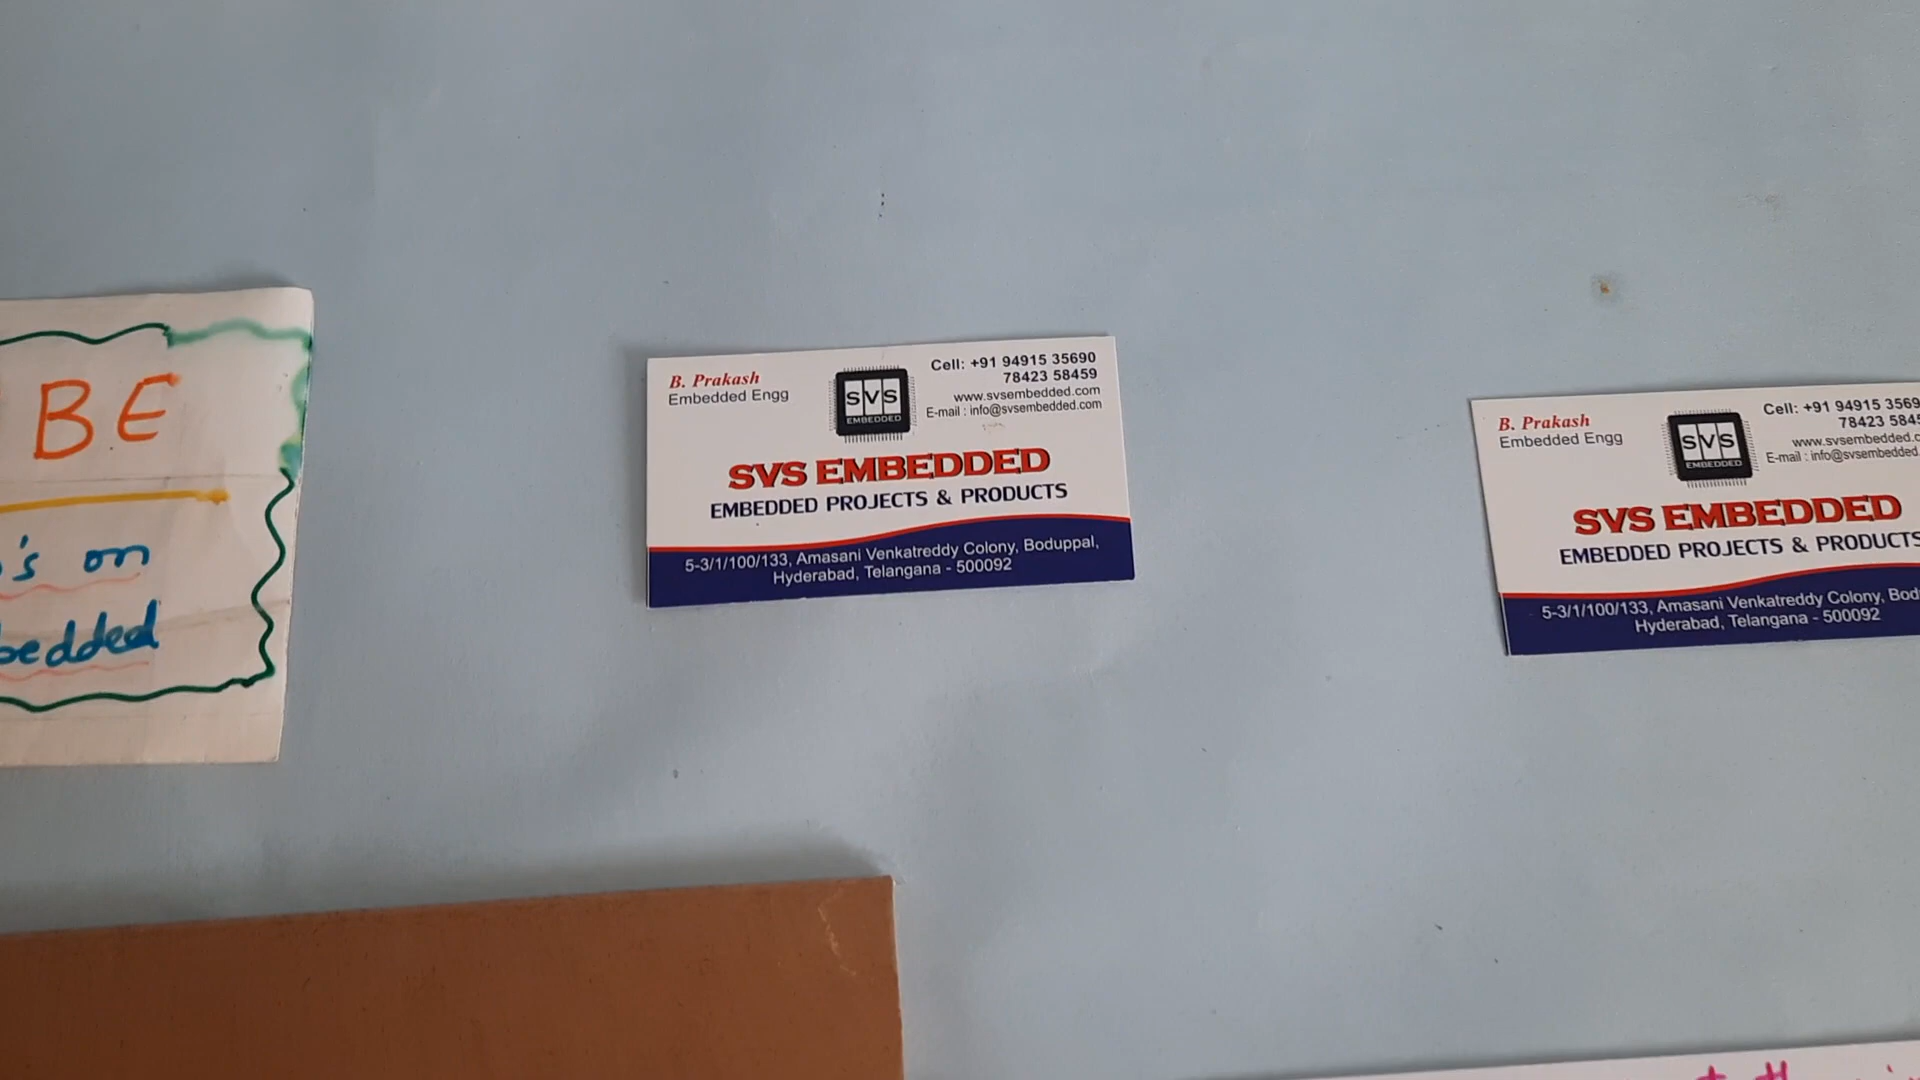 BE
's on
bedded
B. Prakash
Embedded Engg
SVS
EMBEDDED
Cell: +91 94915 35690
78423 58459
www.svsembedded.com
E-mail : info@svsembedded.com
SVS EMBEDDED
EMBEDDED PROJECTS & PRODUCTS
5-3/1/100/133, Amasani Venkatreddy Colony, Boduppal,
Hyderabad, Telangana - 500092
B. Prakash
Embedded Engg
SVS
EMBEDDED
Cell: +91 94915 3569
78423 5845
www.svsembedded.c
E-mail : info@svsembedded.
SVS EMBEDDED
EMBEDDED PROJECTS & PRODUCTS
5-3/1/100/133, Amasani Venkatreddy Colony, Bod
Hyderabad, Telangana - 500092